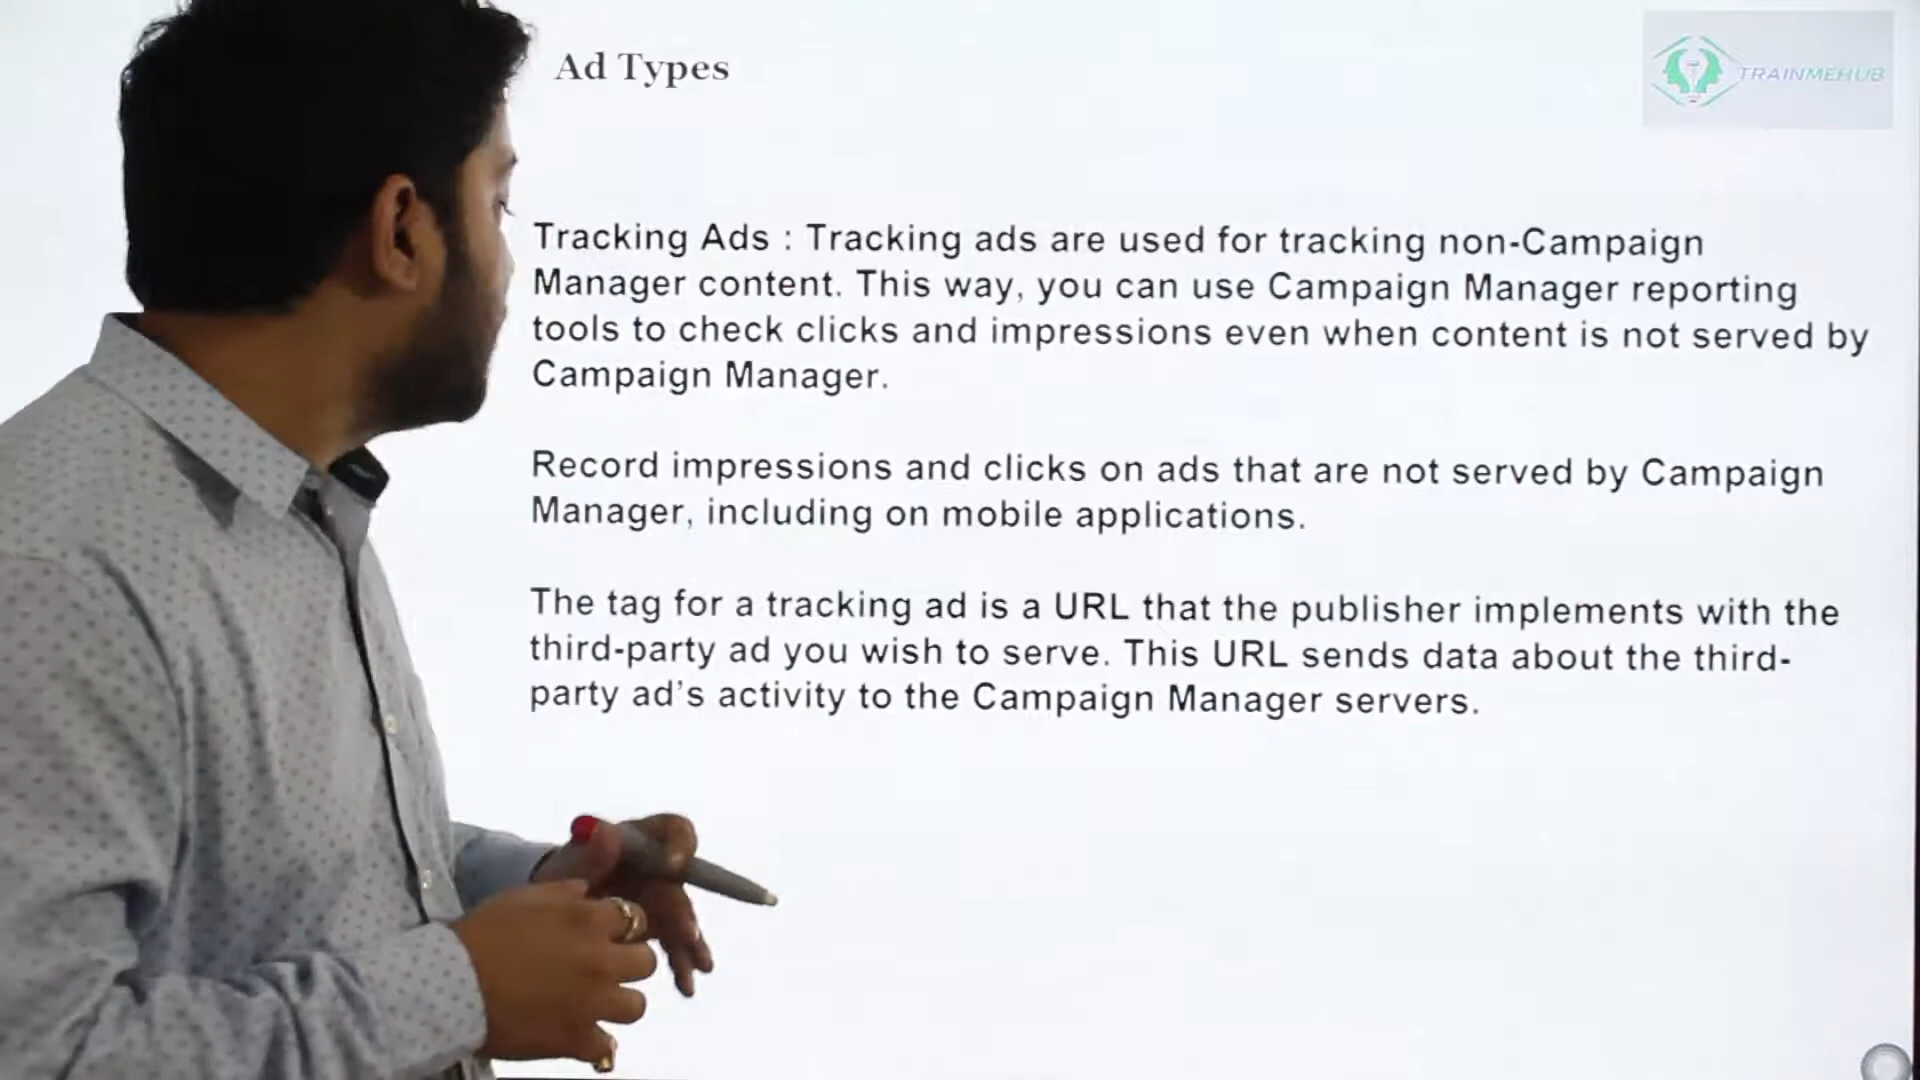 Ad Types
TRAINMEHUB
Tracking Ads : Tracking ads are used for tracking non-Campaign
Manager content. This way, you can use Campaign Manager reporting
tools to check clicks and impressions even when content is not served by
Campaign Manager.
Record impressions and clicks on ads that are not served by Campaign
Manager, including on mobile applications.
The tag for a tracking ad is a URL that the publisher implements with the
third-party ad you wish to serve. This URL sends data about the third-
party ad’s activity to the Campaign Manager servers.